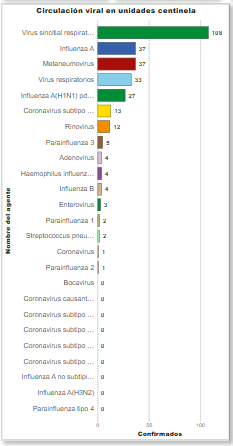 Circulación viral en unidades centinela
Nombre del agente
Virus sincitial respirat... 108
Influenza A 37
Metaneumovirus 37
Virus respiratorios 33
Influenza A(H1N1) pd... 27
Coronavirus subtipo ... 13
Rinovirus 12
Parainfluenza 3 5
Adenovirus 4
Haemophilus influenz... 4
Influenza B 4
Enterovirus 3
Parainfluenza 1 2
Streptococcus pneu... 2
Coronavirus 1
Parainfluenza 2 1
Bocavirus 0
Coronavirus causant... 0
Coronavirus subtipo ... 0
Coronavirus subtipo ... 0
Coronavirus subtipo ... 0
Coronavirus subtipo ... 0
Influenza A no subtipi... 0
Influenza A(H3N2) 0
Parainfluenza tipo 4 0
0 50 100
Confirmados